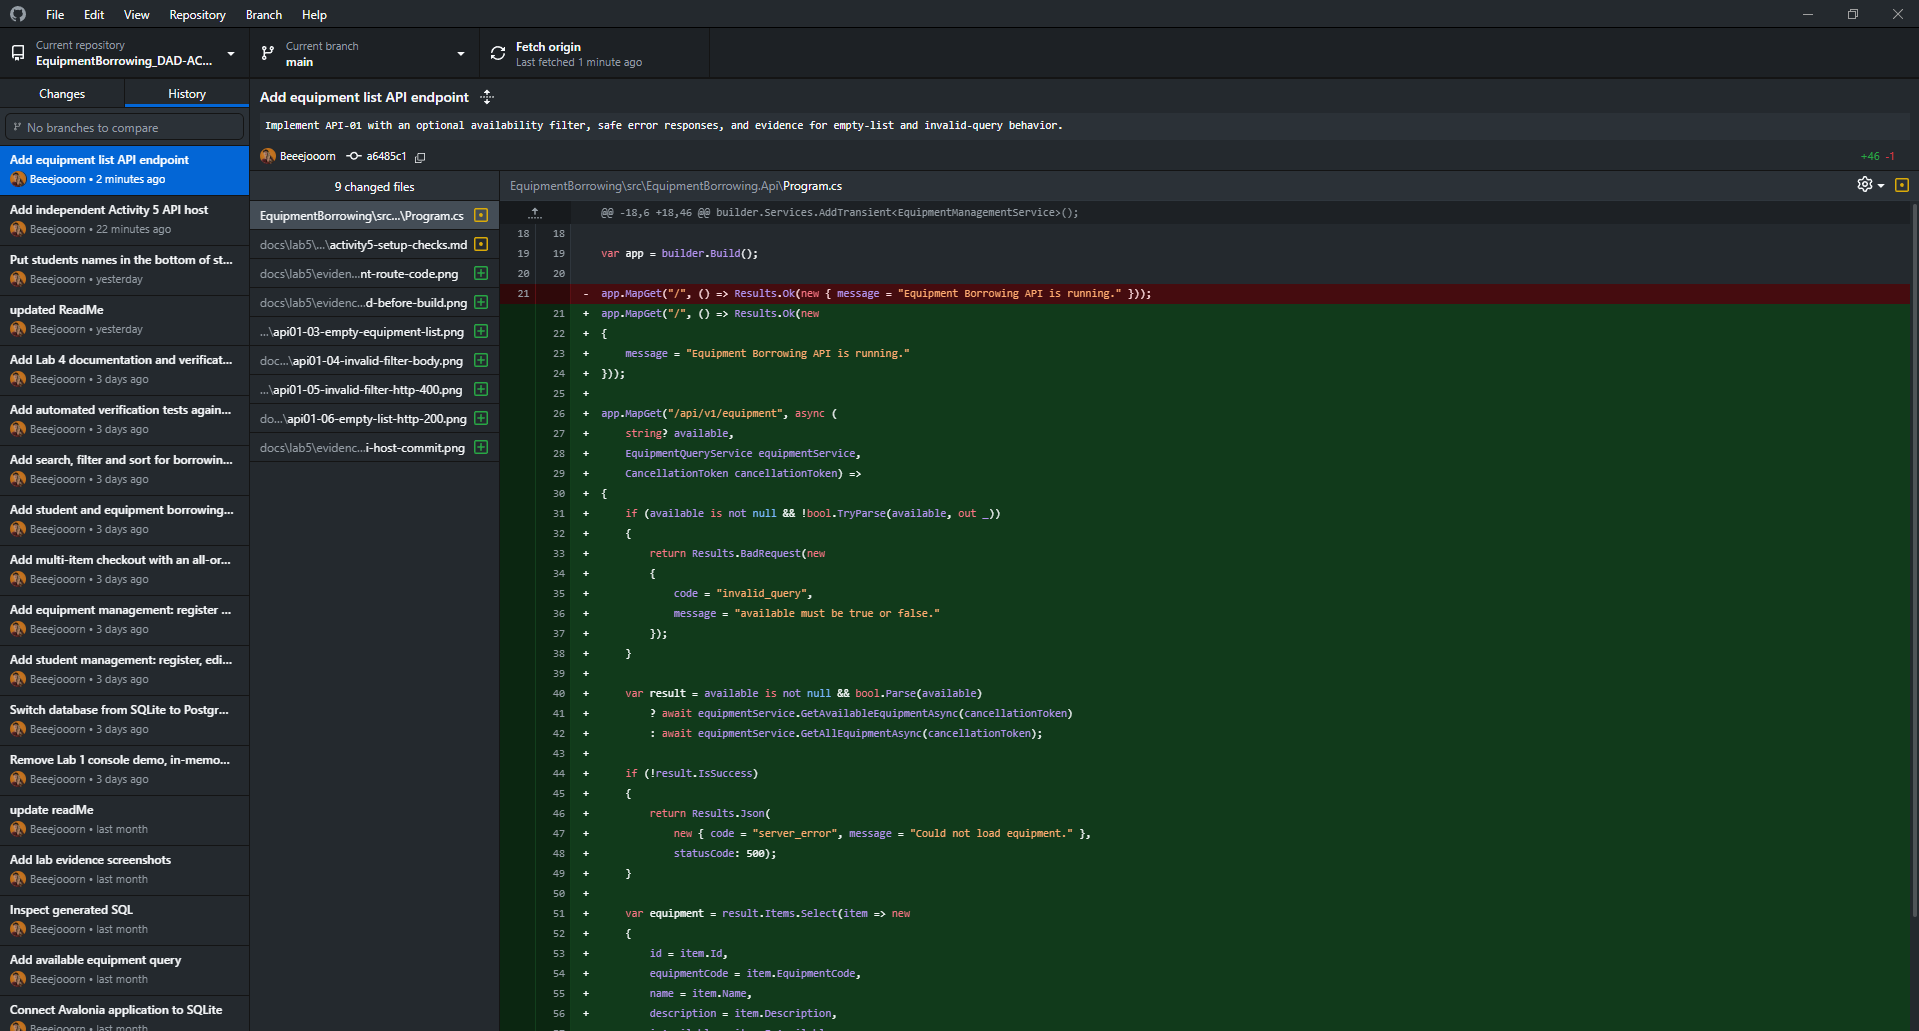 File Edit View Repository Branch Help
Current repository
EquipmentBorrowing_DAD-AC...
Current branch
main
Fetch origin
Last fetched 1 minute ago
Changes
History
No branches to compare
Add equipment list API endpoint
Beeejooorn • 2 minutes ago
Add independent Activity 5 API host
Beeejooorn • 22 minutes ago
Put students names in the bottom of st...
Beeejooorn • yesterday
updated ReadMe
Beeejooorn • yesterday
Add Lab 4 documentation and verificat...
Beeejooorn • 3 days ago
Add automated verification tests again...
Beeejooorn • 3 days ago
Add search, filter and sort for borrowin...
Beeejooorn • 3 days ago
Add student and equipment borrowing...
Beeejooorn • 3 days ago
Add multi-item checkout with an all-or...
Beeejooorn • 3 days ago
Add equipment management: register ...
Beeejooorn • 3 days ago
Add student management: register, edi...
Beeejooorn • 3 days ago
Switch database from SQLite to Postgr...
Beeejooorn • 3 days ago
Remove Lab 1 console demo, in-memo...
Beeejooorn • 3 days ago
update readMe
Beeejooorn • last month
Add lab evidence screenshots
Beeejooorn • last month
Inspect generated SQL
Beeejooorn • last month
Add available equipment query
Beeejooorn • last month
Connect Avalonia application to SQLite
Beeejooorn • last month
Add equipment list API endpoint
Implement API-01 with an optional availability filter, safe error responses, and evidence for empty-list and invalid-query behavior.
Beeejooorn a6485c1
+46 -1
9 changed files
EquipmentBorrowing\src...\Program.cs
docs\lab5\...\activity5-setup-checks.md
docs\lab5\eviden...nt-route-code.png
docs\lab5\evidenc...d-before-build.png
...\api01-03-empty-equipment-list.png
doc...\api01-04-invalid-filter-body.png
...\api01-05-invalid-filter-http-400.png
do...\api01-06-empty-list-http-200.png
docs\lab5\evidenc...i-host-commit.png
EquipmentBorrowing\src\EquipmentBorrowing.Api\Program.cs
@@ -18,6 +18,46 @@ builder.Services.AddTransient<EquipmentManagementService>();
18 18
19 19 var app = builder.Build();
20 20
21 - app.MapGet("/", () => Results.Ok(new { message = "Equipment Borrowing API is running." }));
21 + app.MapGet("/", () => Results.Ok(new
22 + {
23 + message = "Equipment Borrowing API is running."
24 + }));
25 +
26 + app.MapGet("/api/v1/equipment", async (
27 + string? available,
28 + EquipmentQueryService equipmentService,
29 + CancellationToken cancellationToken) =>
30 + {
31 + if (available is not null && !bool.TryParse(available, out _))
32 + {
33 + return Results.BadRequest(new
34 + {
35 + code = "invalid_query",
36 + message = "available must be true or false."
37 + });
38 + }
39 +
40 + var result = available is not null && bool.Parse(available)
41 + ? await equipmentService.GetAvailableEquipmentAsync(cancellationToken)
42 + : await equipmentService.GetAllEquipmentAsync(cancellationToken);
43 +
44 + if (!result.IsSuccess)
45 + {
46 + return Results.Json(
47 + new { code = "server_error", message = "Could not load equipment." },
48 + statusCode: 500);
49 + }
50 +
51 + var equipment = result.Items.Select(item => new
52 + {
53 + id = item.Id,
54 + equipmentCode = item.EquipmentCode,
55 + name = item.Name,
56 + description = item.Description,